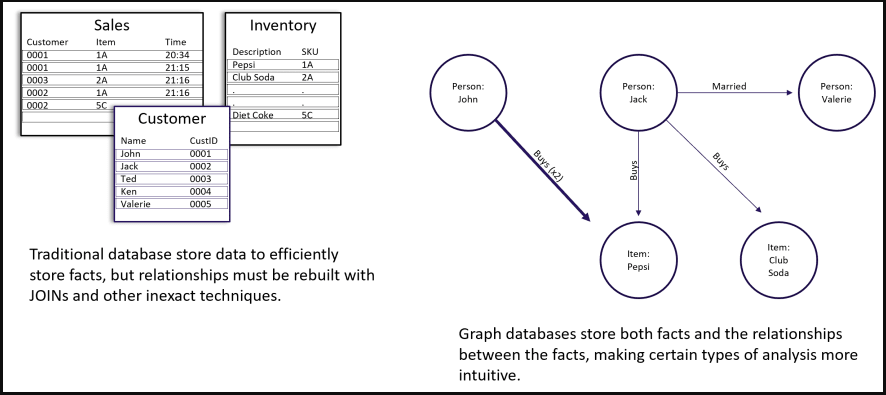 Sales
Customer Item Time
0001 1A 20:34
0001 1A 21:15
0003 2A 21:16
0002 1A 21:16
0002 5C
Inventory
Description SKU
Pepsi 1A
Club Soda 2A
. .
. .
Diet Coke 5C
Customer
Name CustID
John 0001
Jack 0002
Ted 0003
Ken 0004
Valerie 0005
Traditional database store data to efficiently
store facts, but relationships must be rebuilt with
JOINs and other inexact techniques.
Person:
John
Person:
Jack
Married
Person:
Valerie
Buys (x2)
Buys
Buys
Item:
Pepsi
Item:
Club
Soda
Graph databases store both facts and the relationships
between the facts, making certain types of analysis more
intuitive.